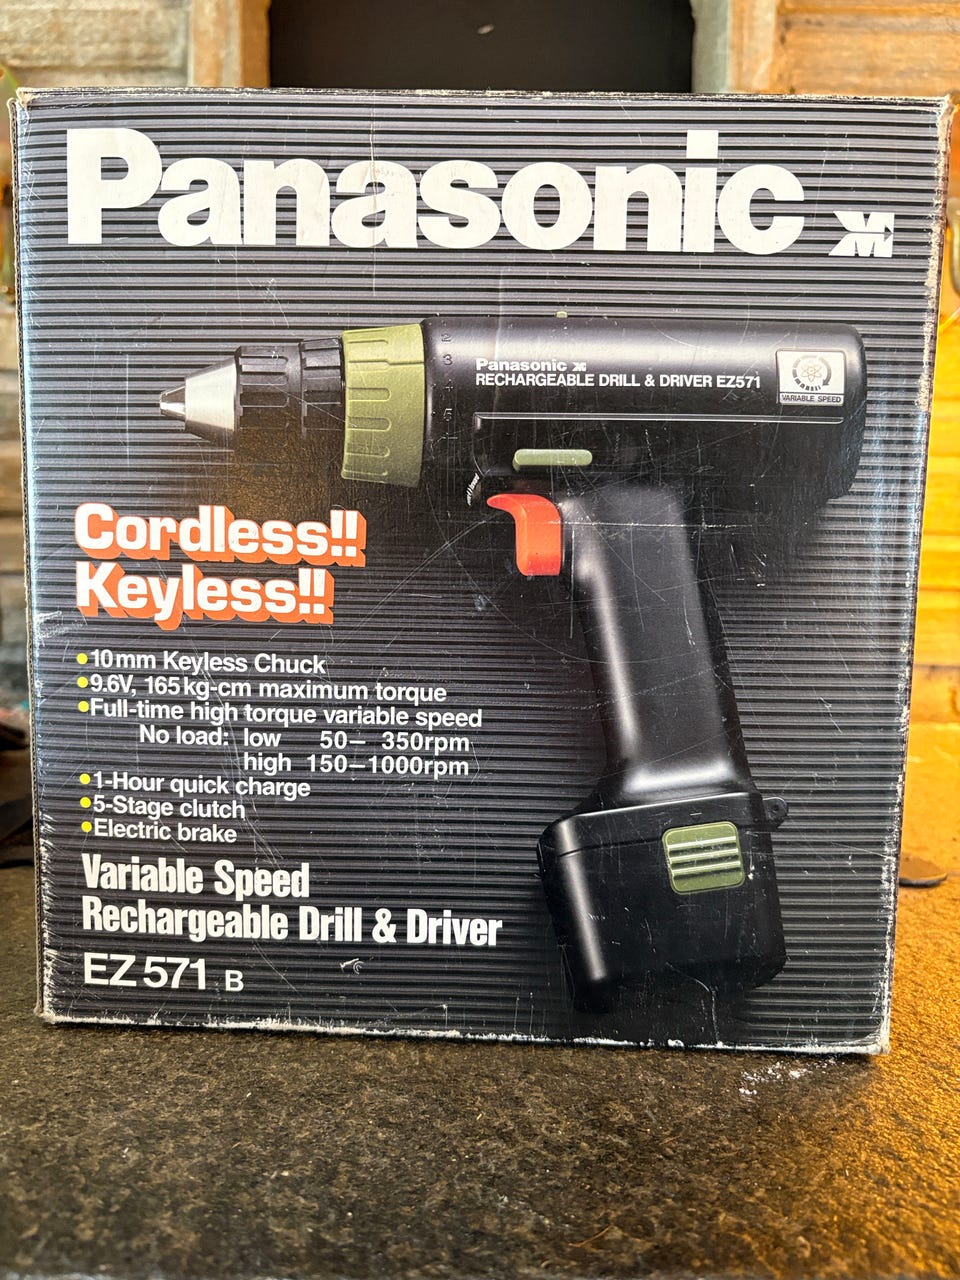 Panasonic
Panasonic
RECHARGEABLE DRILL & DRIVER EZ571
VARIABLE SPEED
Cordless!!
Keyless!!
•10mm Keyless Chuck
•9.6V, 165kg-cm maximum torque
•Full-time high torque variable speed
No load: low 50– 350rpm
high 150–1000rpm
•1-Hour quick charge
•5-Stage clutch
•Electric brake
Variable Speed
Rechargeable Drill & Driver
EZ571 B